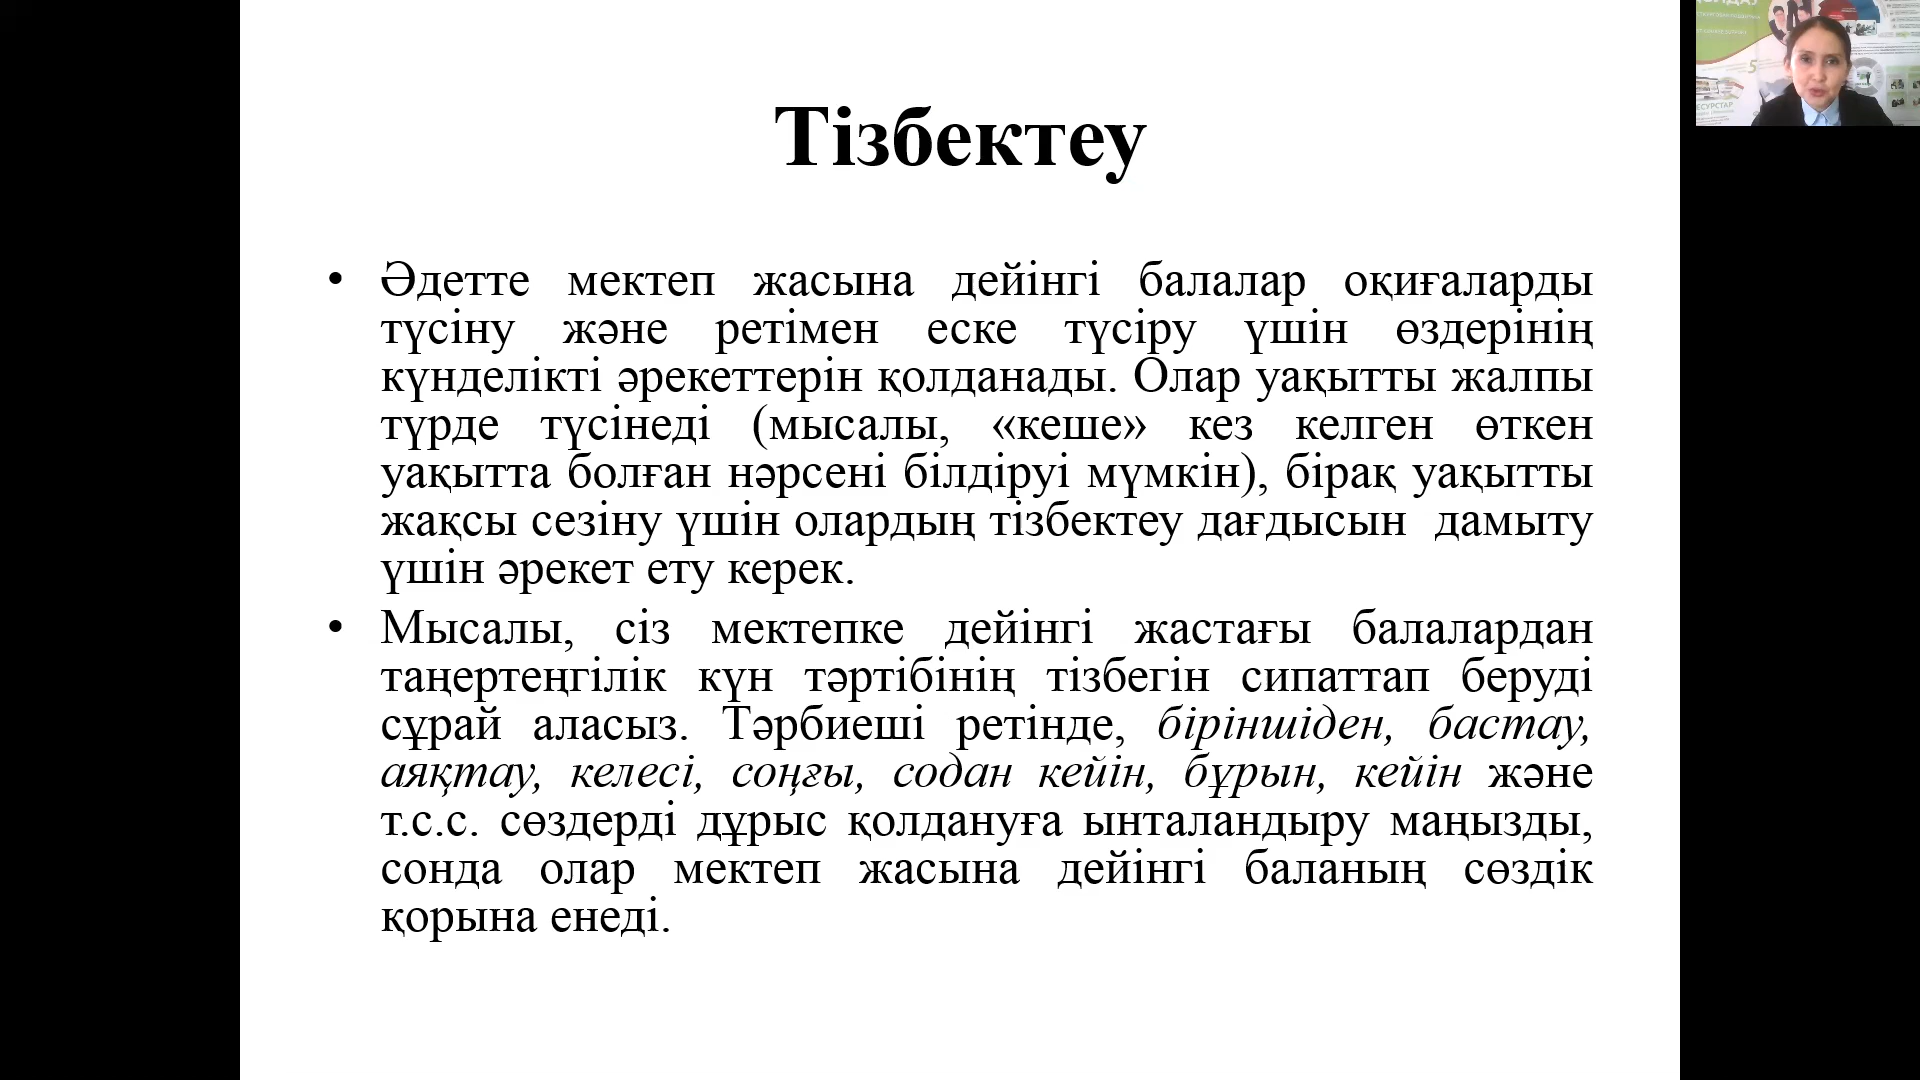 Тізбектеу
• Әдетте мектеп жасына дейінгі балалар оқиғаларды
түсіну және ретімен еске түсіру үшін өздерінің
күнделікті әрекеттерін қолданады. Олар уақытты жалпы
түрде түсінеді (мысалы, «кеше» кез келген өткен
уақытта болған нәрсені білдіруі мүмкін), бірақ уақытты
жақсы сезіну үшін олардың тізбектеу дағдысын дамыту
үшін әрекет ету керек.
• Мысалы, сіз мектепке дейінгі жастағы балалардан
таңертеңгілік күн тәртібінің тізбегін сипаттап беруді
сұрай аласыз. Тәрбиеші ретінде, біріншіден, бастау,
аяқтау, келесі, соңғы, содан кейін, бұрын, кейін және
т.с.с. сөздерді дұрыс қолдануға ынталандыру маңызды,
сонда олар мектеп жасына дейінгі баланың сөздік
қорына енеді.
5